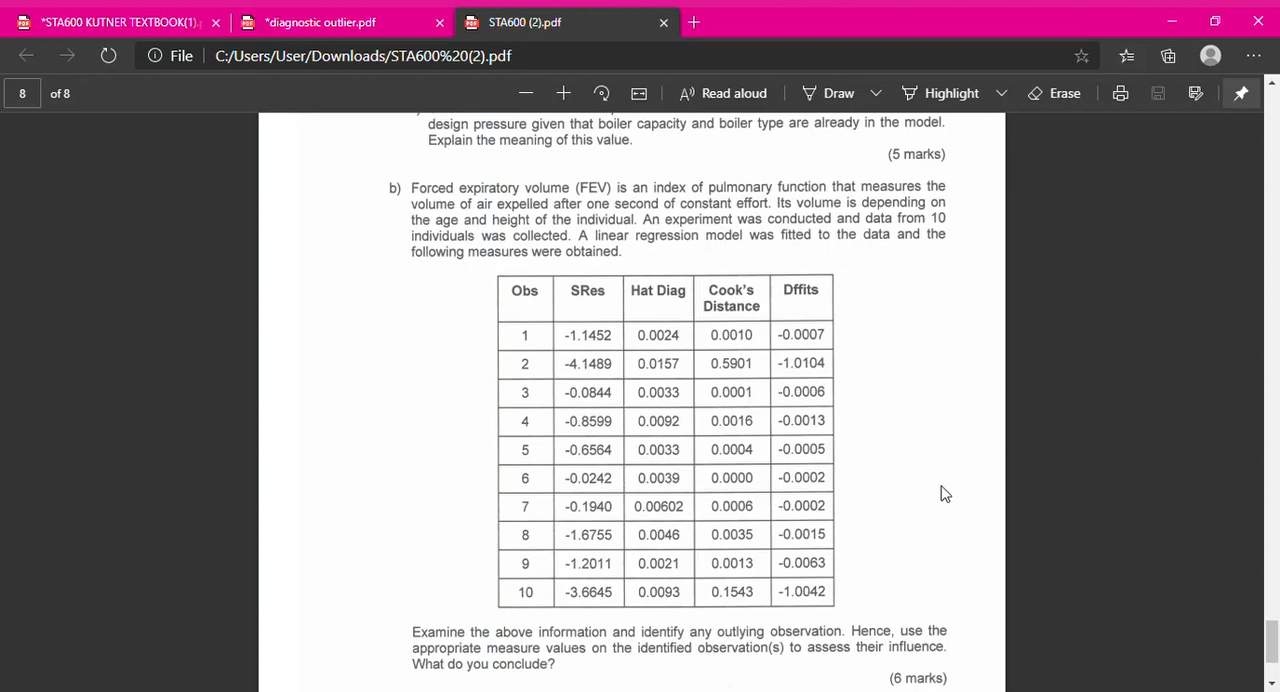 *STA600 KUTNER TEXTBOOK(1).
*diagnostic outlier.pdf
STA600 (2).pdf
File C:/Users/User/Downloads/STA600%20(2).pdf
8 of 8 Read aloud Draw Highlight Erase
design pressure given that boiler capacity and boiler type are already in the model.
Explain the meaning of this value.
(5 marks)
b) Forced expiratory volume (FEV) is an index of pulmonary function that measures the
volume of air expelled after one second of constant effort. Its volume is depending on
the age and height of the individual. An experiment was conducted and data from 10
individuals was collected. A linear regression model was fitted to the data and the
following measures were obtained.
Obs SRes Hat Diag Cook's Distance Dffits
1 -1.1452 0.0024 0.0010 -0.0007
2 -4.1489 0.0157 0.5901 -1.0104
3 -0.0844 0.0033 0.0001 -0.0006
4 -0.8599 0.0092 0.0016 -0.0013
5 -0.6564 0.0033 0.0004 -0.0005
6 -0.0242 0.0039 0.0000 -0.0002
7 -0.1940 0.00602 0.0006 -0.0002
8 -1.6755 0.0046 0.0035 -0.0015
9 -1.2011 0.0021 0.0013 -0.0063
10 -3.6645 0.0093 0.1543 -1.0042
Examine the above information and identify any outlying observation. Hence, use the
appropriate measure values on the identified observation(s) to assess their influence.
What do you conclude?
(6 marks)